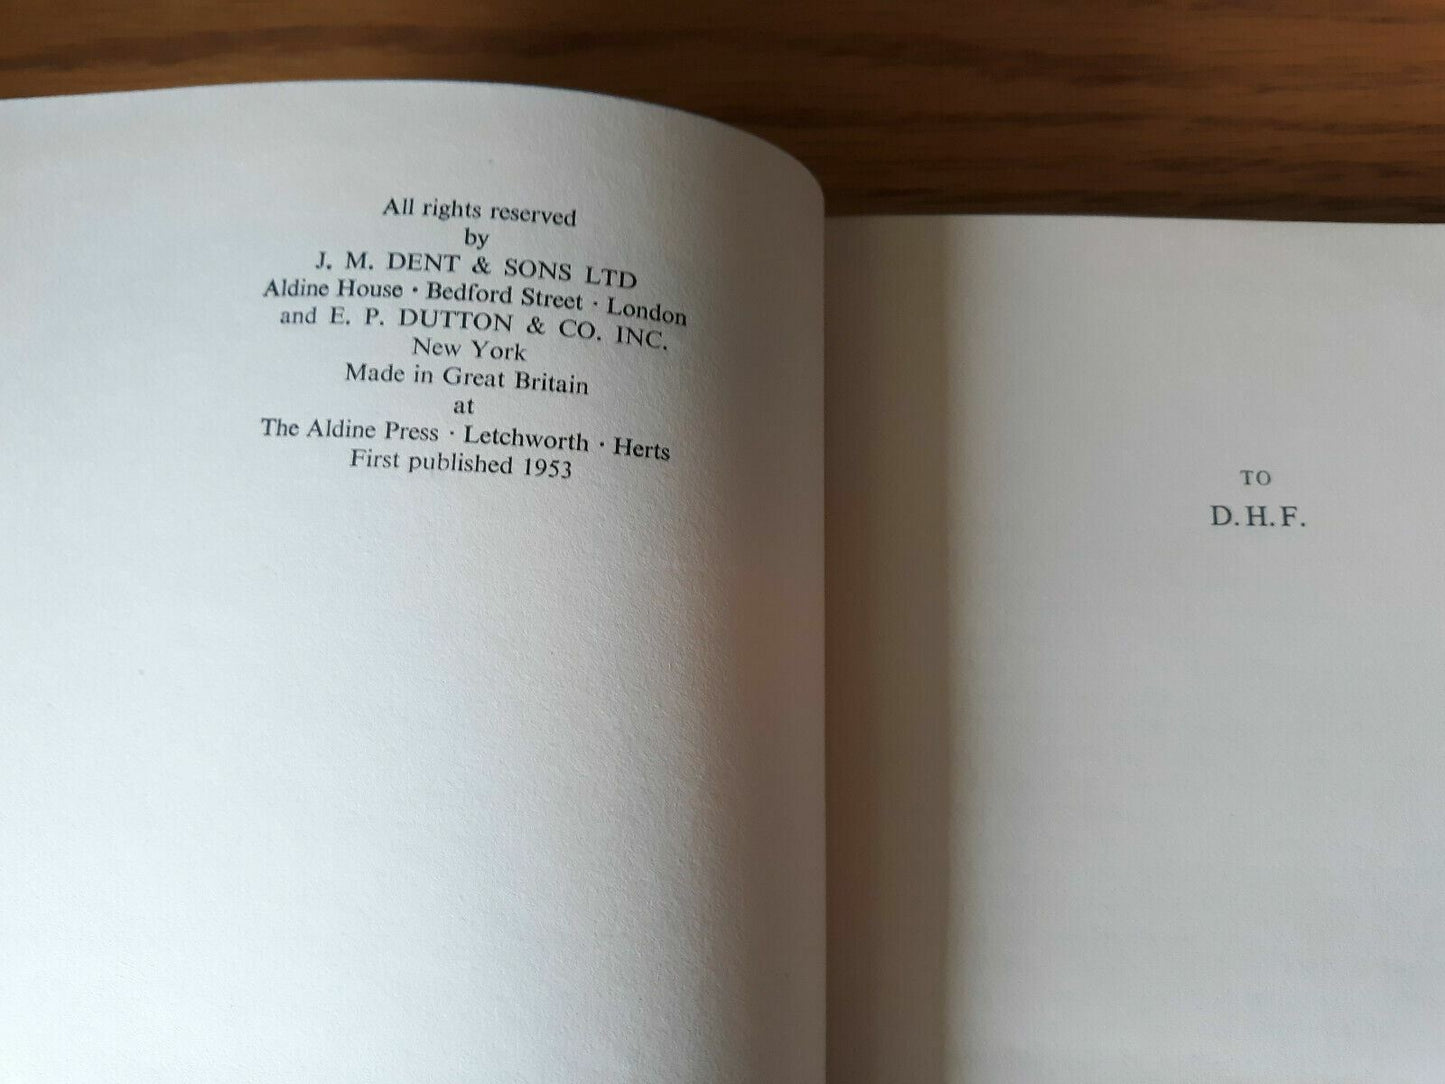 All rights reserved
by
J. M. DENT & SONS LTD
Aldine House · Bedford Street · London
and E. P. DUTTON & CO. INC.
New York
Made in Great Britain
at
The Aldine Press · Letchworth · Herts
First published 1953
TO
D.H.F.